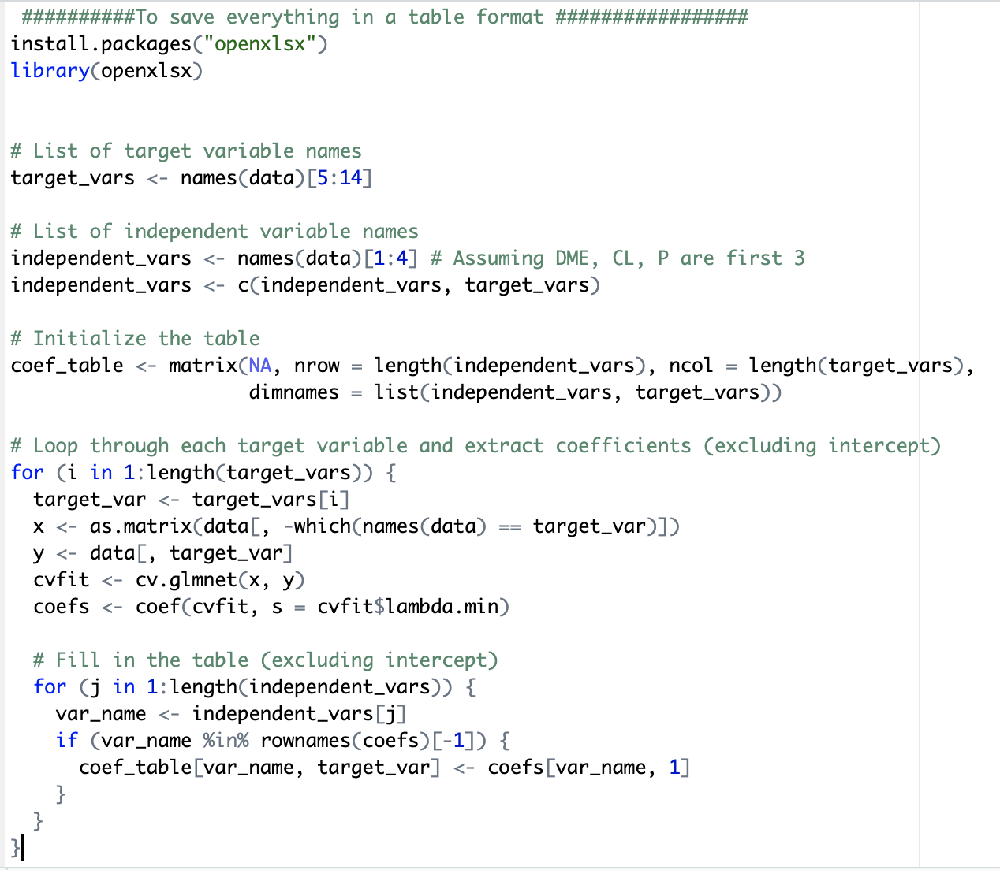 ##########To save everything in a table format #################
install.packages("openxlsx")
library(openxlsx)
# List of target variable names
target_vars <- names(data)[5:14]
# List of independent variable names
independent_vars <- names(data)[1:4] # Assuming DME, CL, P are first 3
independent_vars <- c(independent_vars, target_vars)
# Initialize the table
coef_table <- matrix(NA, nrow = length(independent_vars), ncol = length(target_vars),
                     dimnames = list(independent_vars, target_vars))
# Loop through each target variable and extract coefficients (excluding intercept)
for (i in 1:length(target_vars)) {
  target_var <- target_vars[i]
  x <- as.matrix(data[, -which(names(data) == target_var)])
  y <- data[, target_var]
  cvfit <- cv.glmnet(x, y)
  coefs <- coef(cvfit, s = cvfit$lambda.min)
  # Fill in the table (excluding intercept)
  for (j in 1:length(independent_vars)) {
    var_name <- independent_vars[j]
    if (var_name %in% rownames(coefs)[-1]) {
      coef_table[var_name, target_var] <- coefs[var_name, 1]
    }
  }
}